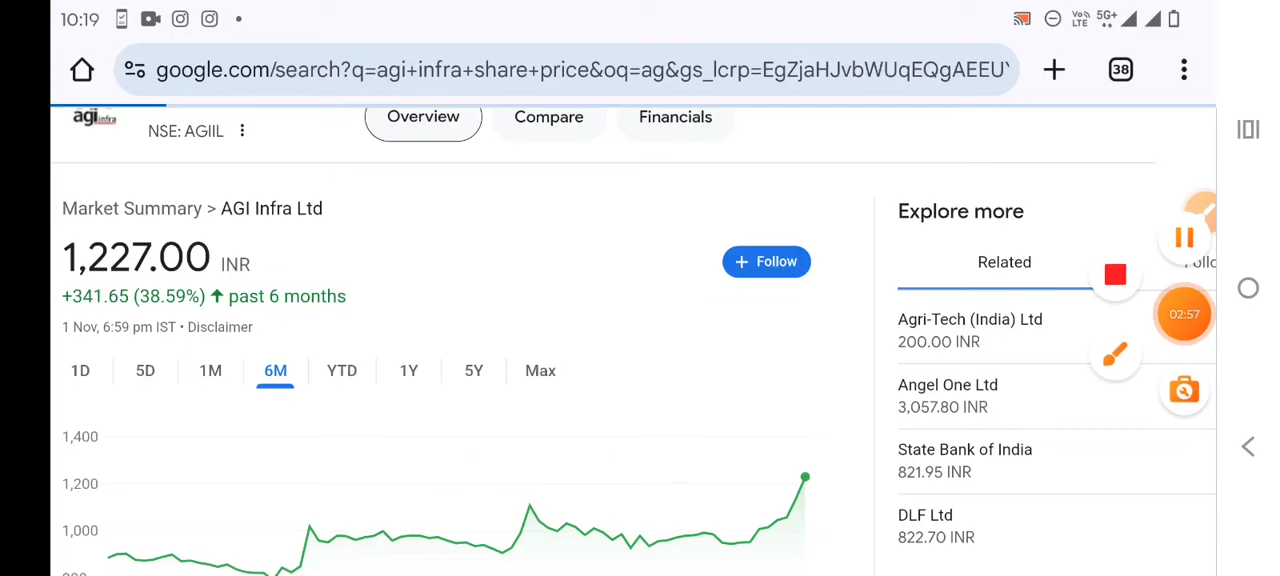 10:19 VoD LTE 5G+
google.com/search?q=agi+infra+share+price&oq=ag&gs_lcrp=EgZjaHJvbWUqEQgAEEUY 38
agi infra
NSE: AGIIL
Overview Compare Financials
Market Summary > AGI Infra Ltd
1,227.00 INR
+341.65 (38.59%) ↑ past 6 months
1 Nov, 6:59 pm IST • Disclaimer
+ Follow
1D 5D 1M 6M YTD 1Y 5Y Max
1,400
1,200
1,000
Explore more
Related
Agri-Tech (India) Ltd
200.00 INR
Angel One Ltd
3,057.80 INR
State Bank of India
821.95 INR
DLF Ltd
822.70 INR
02:57